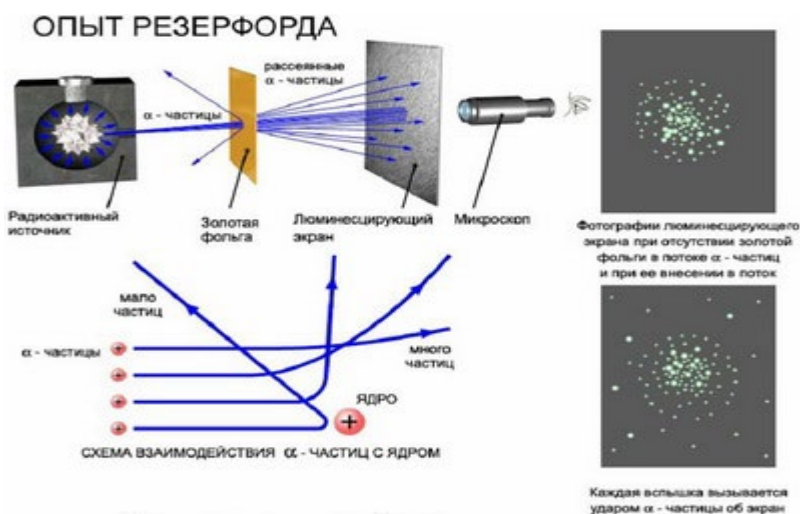 ОПЫТ РЕЗЕРФОРДА
рассеянные
α - частицы
α - частицы
Радиоактивный
источник
Золотая
фольга
Люминесцирующий
экран
Микроскоп
Фотографии люминесцирующего
экрана при отсутствии золотой
фольги в потоке α - частиц
и при ее внесении в поток
мало
частиц
α - частицы
+
+
+
+
много
частиц
ЯДРО
+
СХЕМА ВЗАИМОДЕЙСТВИЯ α - ЧАСТИЦ С ЯДРОМ
Каждая вспышка вызывается
ударом α - частицы об экран